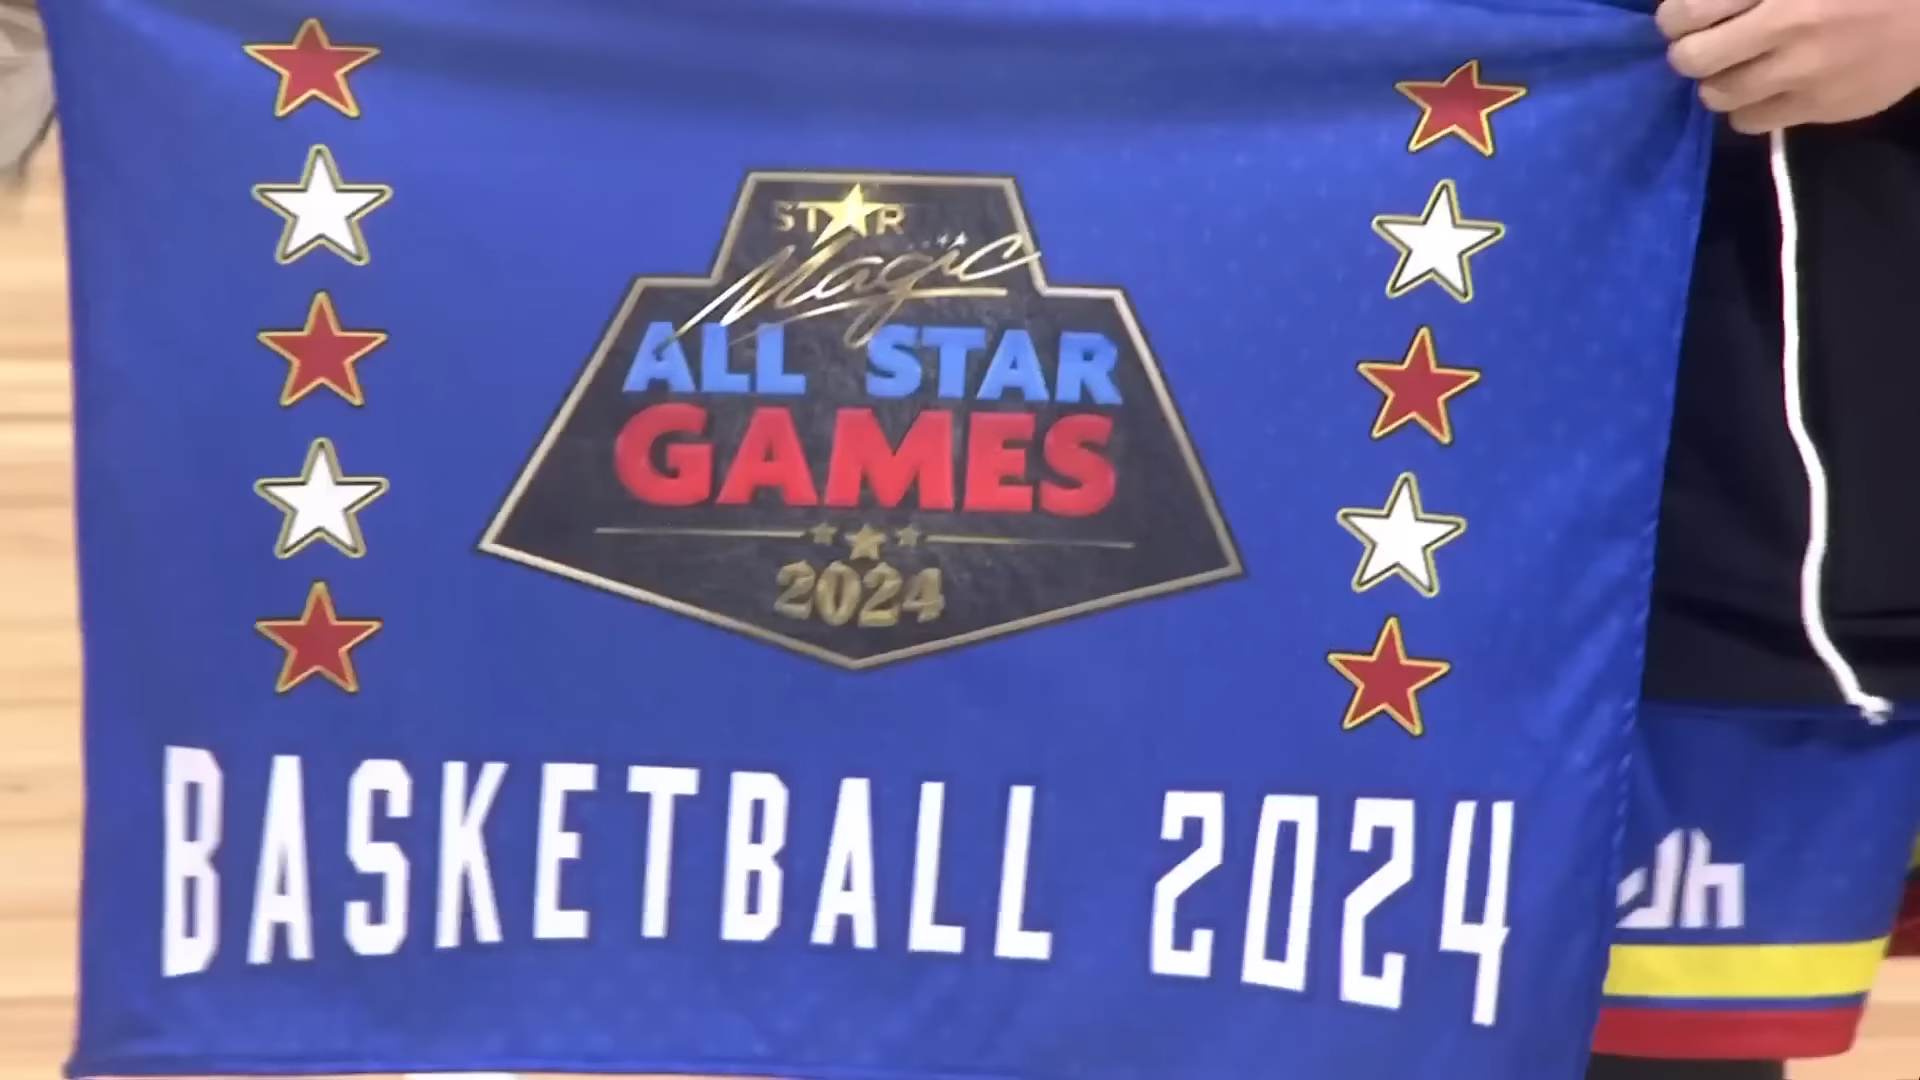 STAR
Magic
ALL STAR
GAMES
2024
BASKETBALL 2024